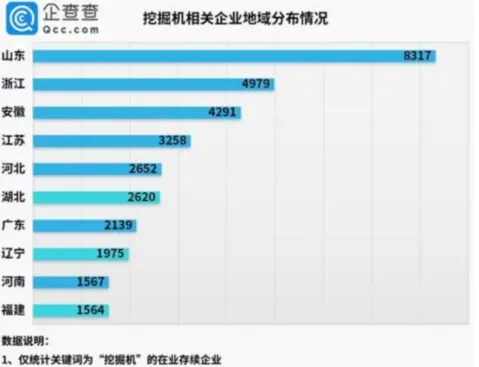 企查查
Qcc.com
挖掘机相关企业地域分布情况
山东 8317
浙江 4979
安徽 4291
江苏 3258
河北 2652
湖北 2620
广东 2139
辽宁 1975
河南 1567
福建 1564
数据说明：
1、仅统计关键词为“挖掘机”的在业存续企业